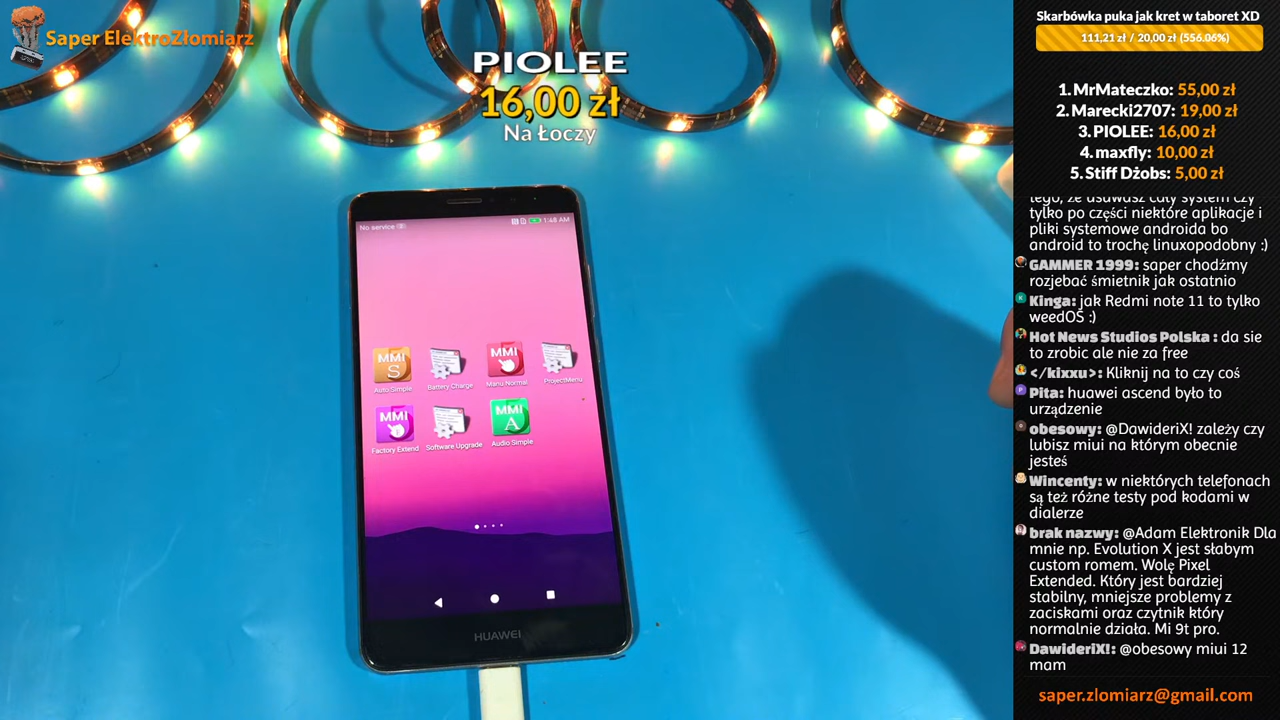 Saper ElektroZłomiarz
PIOLEE
16,00 zł
Na Łoczy
No service
1:48 AM
MMI
S
Auto Simple
Battery Charge
MMI
Manu Normal
ProjectMenu
MMI
Factory Extend
Software Upgrade
MMI
A
Audio Simple
HUAWEI
Skarbówka puka jak kret w taboret XD
111,21 zł / 20,00 zł (556.06%)
1. MrMateczko: 55,00 zł
2. Marecki2707: 19,00 zł
3. PIOLEE: 16,00 zł
4. maxfly: 10,00 zł
5. Stiff Dżobs: 5,00 zł
tego, że usuwasz cały system czy
tylko po części niektóre aplikacje i
pliki systemowe androida bo
android to trochę linuxopodobny :)
GAMMER 1999: saper chodźmy
rozjebać śmietnik jak ostatnio
Kinga: jak Redmi note 11 to tylko
weedOS :)
Hot News Studios Polska : da sie
to zrobic ale nie za free
</kixxu>: Kliknij na to czy coś
Pita: huawei ascend było to
urządzenie
obesowy: @DawideriX! zależy czy
lubisz miui na którym obecnie
jesteś
Wincenty: w niektórych telefonach
są też różne testy pod kodami w
dialerze
brak nazwy: @Adam Elektronik Dla
mnie np. Evolution X jest słabym
custom romem. Wolę Pixel
Extended. Który jest bardziej
stabilny, mniejsze problemy z
zaciskami oraz czytnik który
normalnie działa. Mi 9t pro.
DawideriX!: @obesowy miui 12
mam
saper.zlomiarz@gmail.com